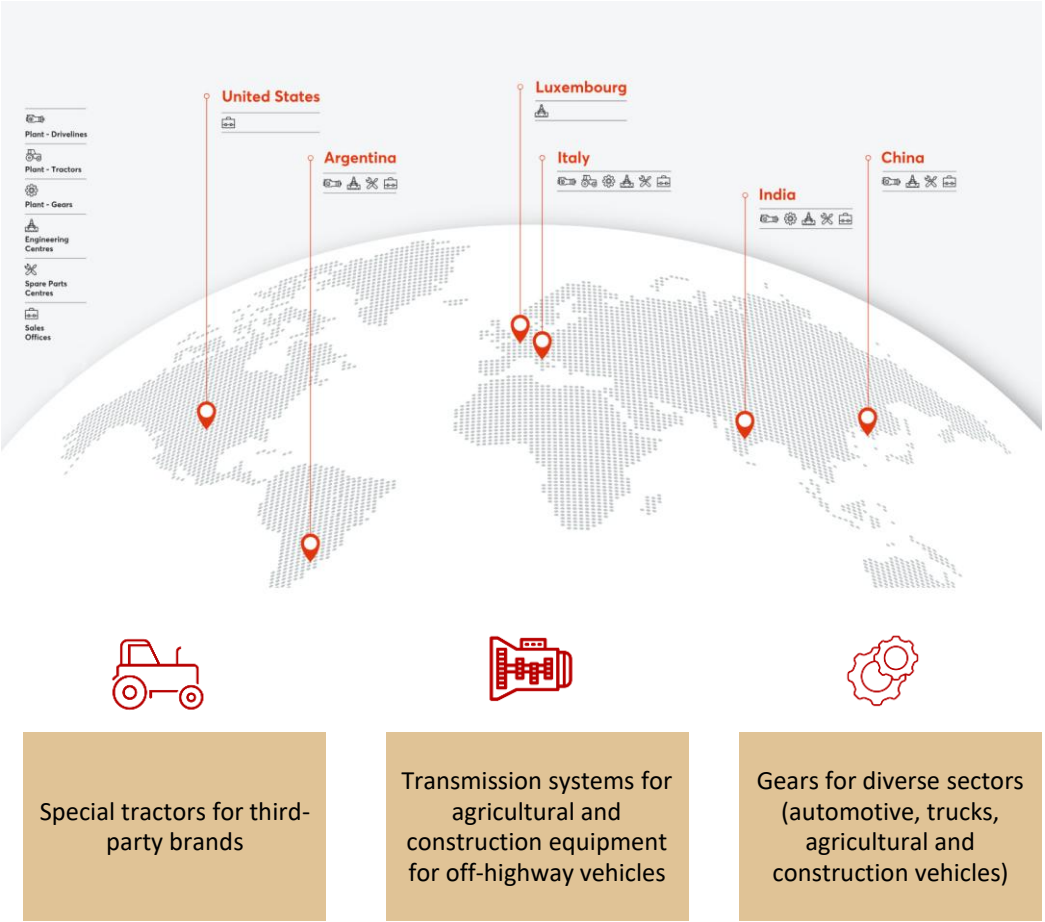 United States
Luxembourg
Plant - Drivelines
Plant - Tractors
Plant - Gears
Engineering
Centres
Spare Parts
Centres
Sales
Offices
Argentina
Italy
China
India
Special tractors for third-
party brands
Transmission systems for
agricultural and
construction equipment
for off-highway vehicles
Gears for diverse sectors
(automotive, trucks,
agricultural and
construction vehicles)